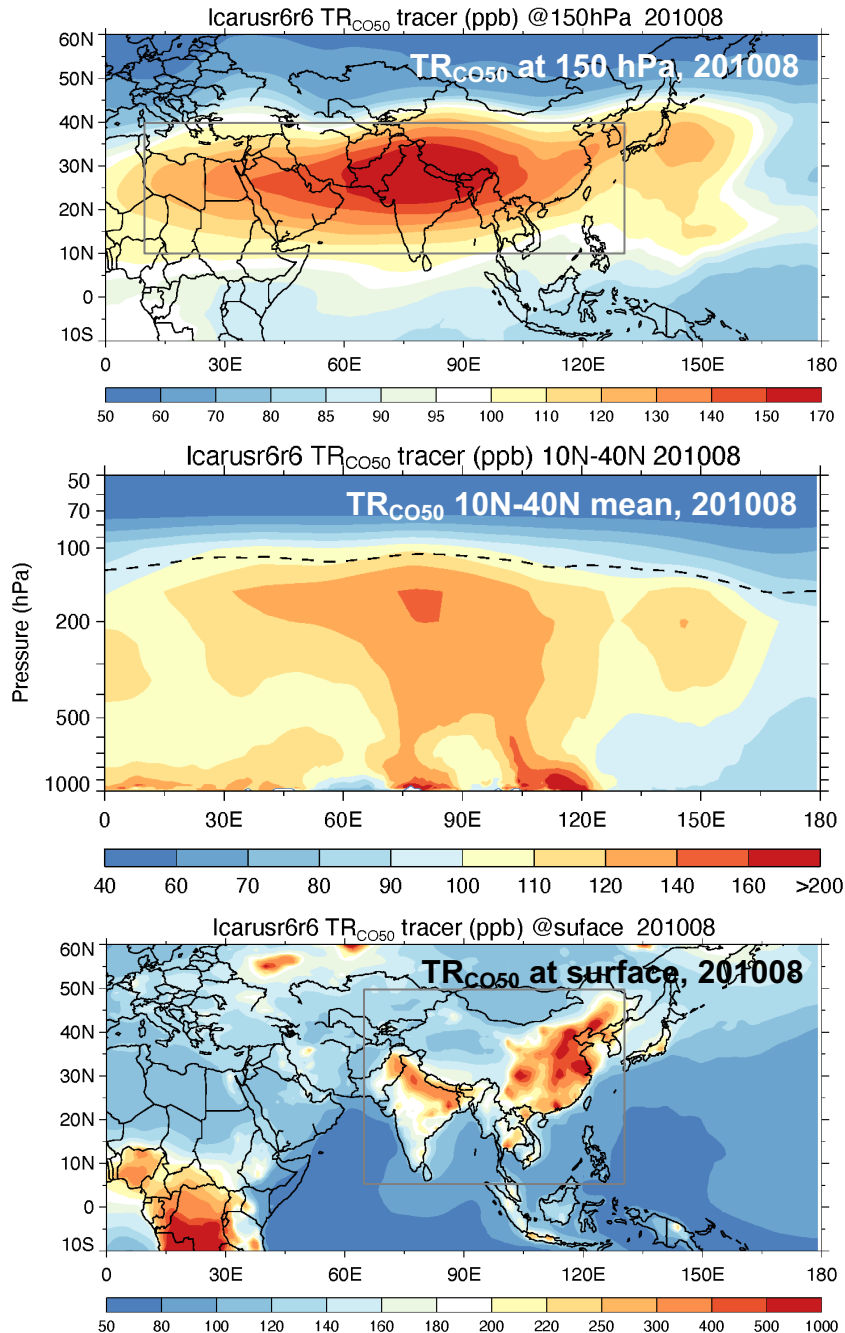 Icarusr6r6 TRCO50 tracer (ppb) @150hPa 201008
TRCO50 at 150 hPa, 201008
60N
50N
40N
30N
20N
10N
0
10S
0 30E 60E 90E 120E 150E 180
50 60 70 80 85 90 95 100 110 120 130 140 150 170
Icarusr6r6 TRCO50 tracer (ppb) 10N-40N 201008
TRCO50 10N-40N mean, 201008
Pressure (hPa)
50
70
100
200
500
1000
0 30E 60E 90E 120E 150E 180
40 60 70 80 90 100 110 120 140 160 >200
Icarusr6r6 TRCO50 tracer (ppb) @suface 201008
TRCO50 at surface, 201008
60N
50N
40N
30N
20N
10N
0
10S
0 30E 60E 90E 120E 150E 180
50 80 100 120 140 160 180 200 220 240 300 400 500 1000